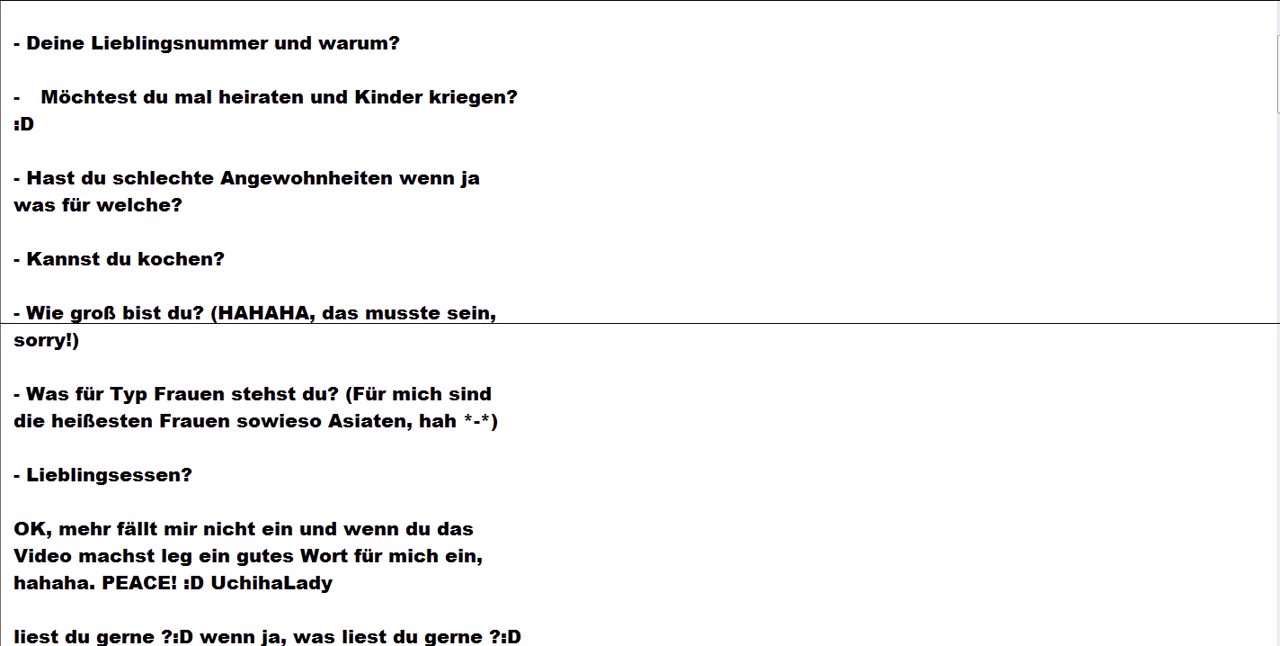 - Deine Lieblingsnummer und warum?
- Möchtest du mal heiraten und Kinder kriegen?
:D
- Hast du schlechte Angewohnheiten wenn ja
was für welche?
- Kannst du kochen?
- Wie groß bist du? (HAHAHA, das musste sein,
sorry!)
- Was für Typ Frauen stehst du? (Für mich sind
die heißesten Frauen sowieso Asiaten, hah *-*)
- Lieblingsessen?
OK, mehr fällt mir nicht ein und wenn du das
Video machst leg ein gutes Wort für mich ein,
hahaha. PEACE! :D UchihaLady
liest du gerne ?:D wenn ja, was liest du gerne ?:D